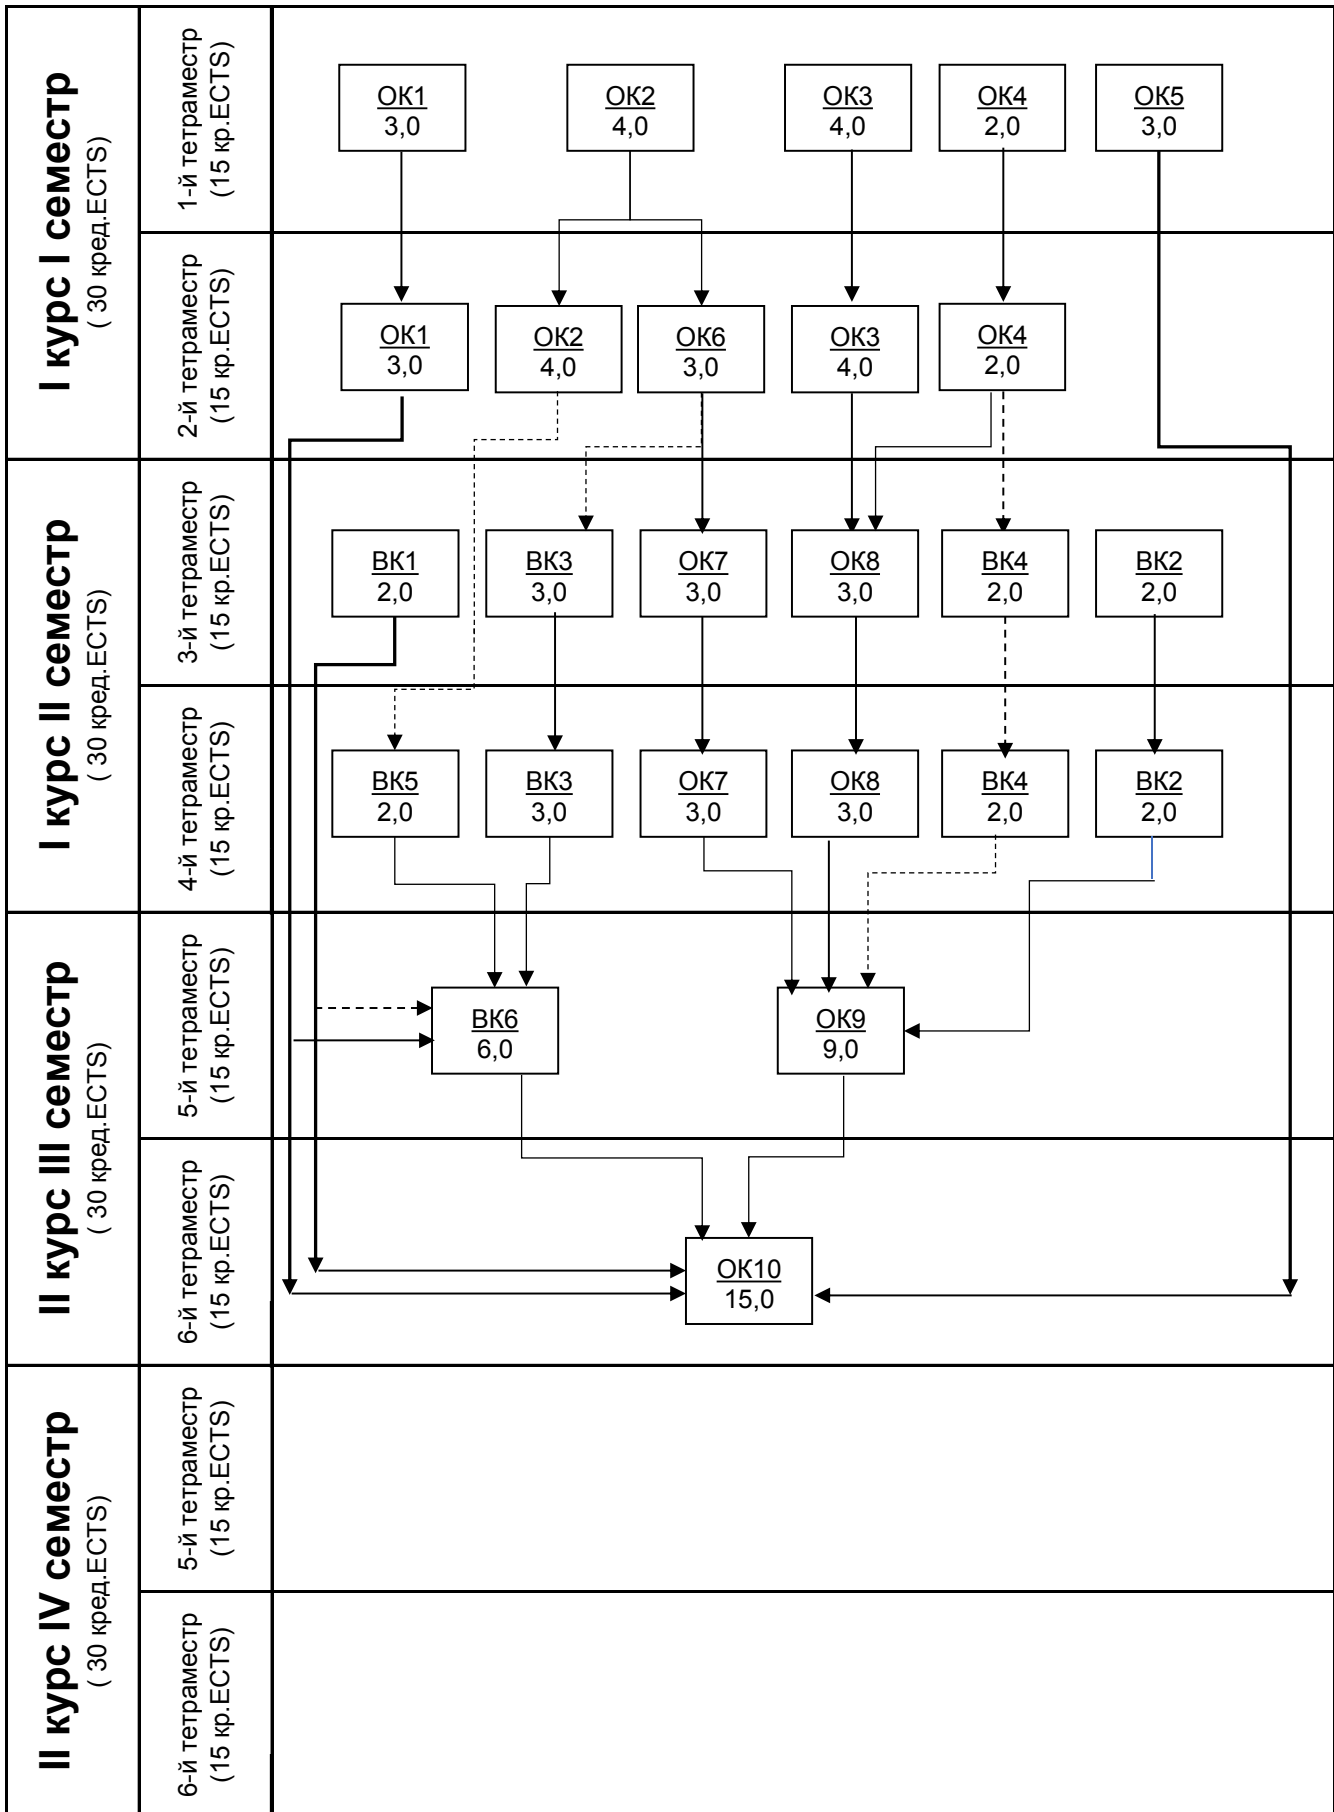 I курс I семестр
( 30 кред.ECTS)
1-й тетраместр
(15 кр.ECTS)
ОК1
3,0
ОК2
4,0
ОК3
4,0
ОК4
2,0
ОК5
3,0
2-й тетраместр
(15 кр.ECTS)
ОК1
3,0
ОК2
4,0
ОК6
3,0
ОК3
4,0
ОК4
2,0
I курс II семестр
( 30 кред.ECTS)
3-й тетраместр
(15 кр.ECTS)
ВК1
2,0
ВК3
3,0
ОК7
3,0
ОК8
3,0
ВК4
2,0
ВК2
2,0
4-й тетраместр
(15 кр.ECTS)
ВК5
2,0
ВК3
3,0
ОК7
3,0
ОК8
3,0
ВК4
2,0
ВК2
2,0
II курс III семестр
( 30 кред.ECTS)
5-й тетраместр
(15 кр.ECTS)
ВК6
6,0
ОК9
9,0
6-й тетраместр
(15 кр.ECTS)
ОК10
15,0
II курс IV семестр
( 30 кред.ECTS)
5-й тетраместр
(15 кр.ECTS)
6-й тетраместр
(15 кр.ECTS)